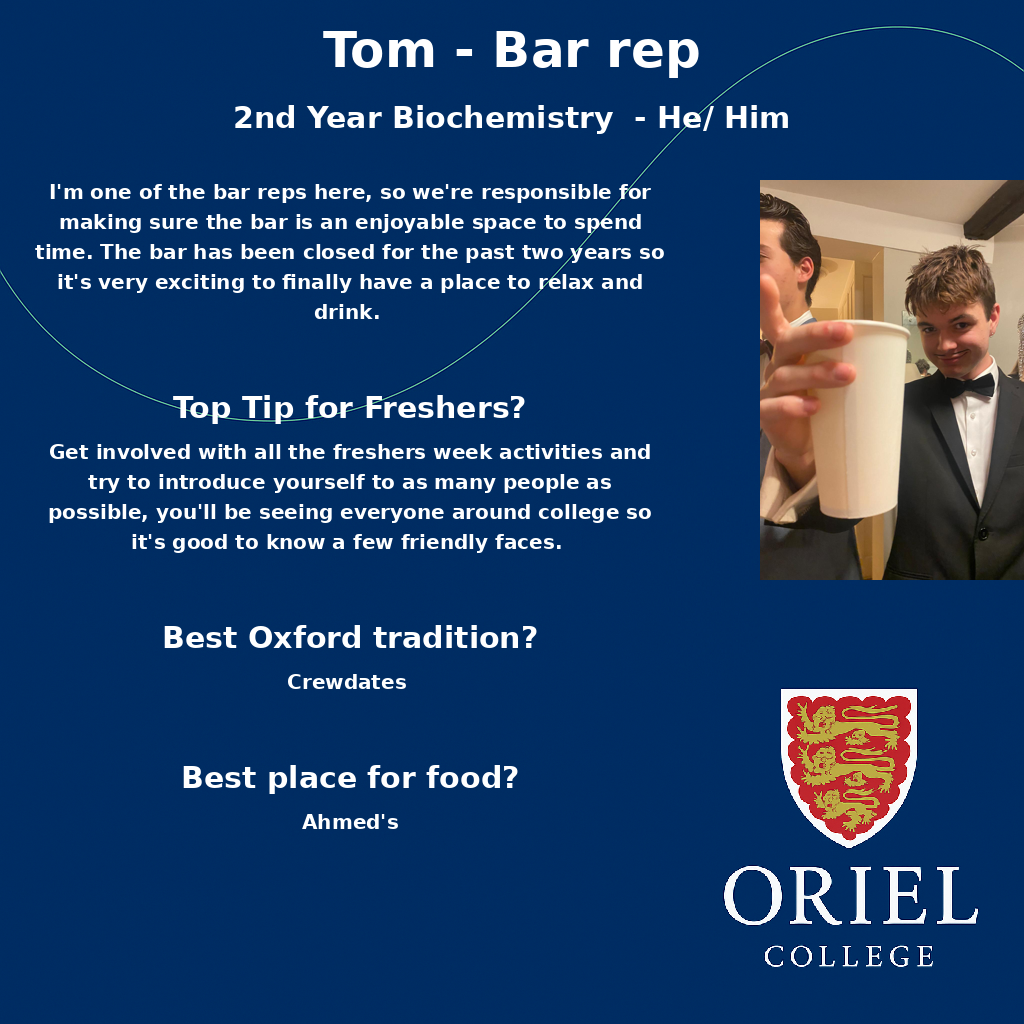 Tom - Bar rep
2nd Year Biochemistry  - He/ Him
I'm one of the bar reps here, so we're responsible for
making sure the bar is an enjoyable space to spend
time. The bar has been closed for the past two years so
it's very exciting to finally have a place to relax and
drink.
Top Tip for Freshers?
Get involved with all the freshers week activities and
try to introduce yourself to as many people as
possible, you'll be seeing everyone around college so
it's good to know a few friendly faces.
Best Oxford tradition?
Crewdates
Best place for food?
Ahmed's
ORIEL
COLLEGE